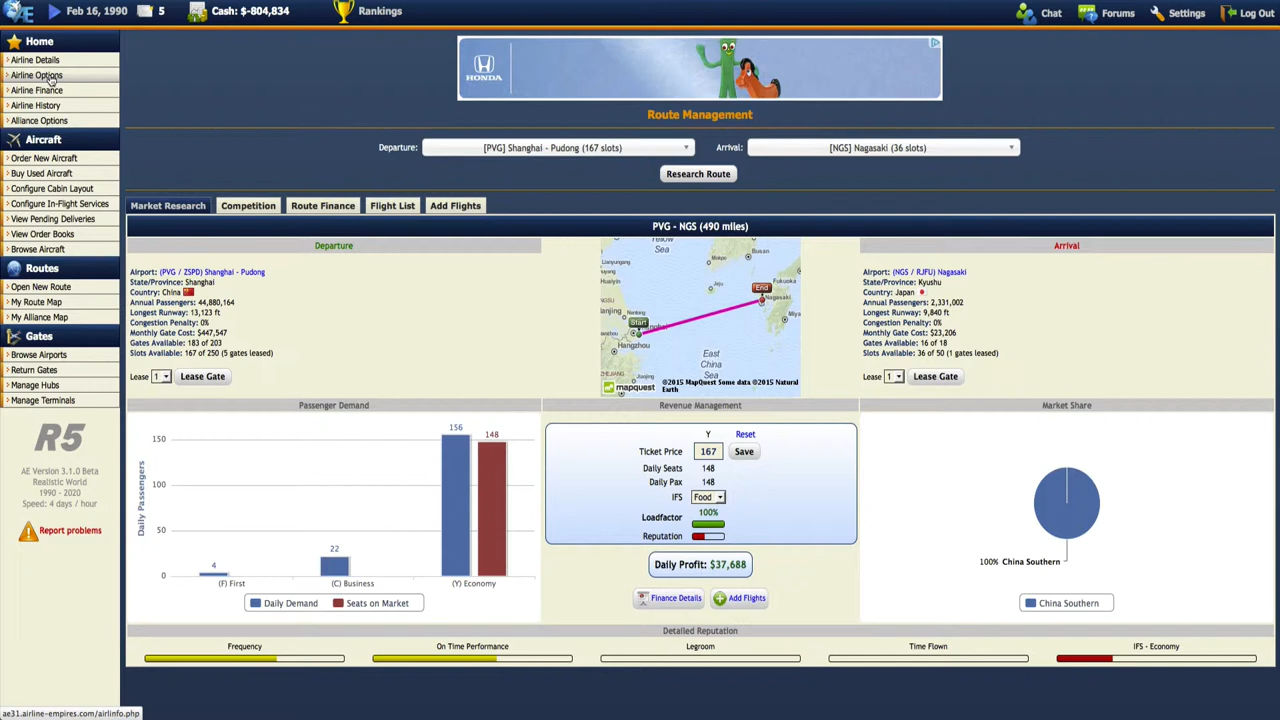 AE Feb 16, 1990 5 Cash: $-804,834 Rankings Chat Forums Settings Log Out
Home
Airline Details
Airline Options
Airline Finance
Airline History
Alliance Options
Aircraft
Order New Aircraft
Buy Used Aircraft
Configure Cabin Layout
Configure In-Flight Services
View Pending Deliveries
View Order Books
Browse Aircraft
Routes
Open New Route
My Route Map
My Alliance Map
Gates
Browse Airports
Return Gates
Manage Hubs
Manage Terminals
R5
AE Version 3.1.0 Beta
Realistic World
1990 - 2020
Speed: 4 days / hour
Report problems
HONDA
Route Management
Departure: [PVG] Shanghai - Pudong (167 slots) Arrival: [NGS] Nagasaki (36 slots)
Research Route
Market Research Competition Route Finance Flight List Add Flights
PVG - NGS (490 miles)
Departure
Airport: (PVG / ZSPD) Shanghai - Pudong
State/Province: Shanghai
Country: China
Annual Passengers: 44,880,164
Longest Runway: 13,123 ft
Congestion Penalty: 0%
Monthly Gate Cost: $447,547
Gates Available: 183 of 203
Slots Available: 167 of 250 (5 gates leased)
Lease 1 Lease Gate
Yellow
Sea
Lianyungang
Mokpo
Busan
Jeju
Fukuoka
End
Nagasaki
Miya
Nanjing
Start
Hangzhou
East
China
Sea
mapquest
©2015 MapQuest Some data ©2015 Natural
Earth
Arrival
Airport: (NGS / RJFU) Nagasaki
State/Province: Kyushu
Country: Japan
Annual Passengers: 2,331,002
Longest Runway: 9,840 ft
Congestion Penalty: 0%
Monthly Gate Cost: $23,206
Gates Available: 16 of 18
Slots Available: 36 of 50 (1 gates leased)
Lease 1 Lease Gate
Passenger Demand
Daily Passengers
150
100
50
0
4
22
156
148
(F) First (C) Business (Y) Economy
Daily Demand Seats on Market
Revenue Management
Y Reset
Ticket Price 167 Save
Daily Seats 148
Daily Pax 148
IFS Food
Loadfactor 100%
Reputation
Daily Profit: $37,688
Finance Details Add Flights
Market Share
100% China Southern
China Southern
Detailed Reputation
Frequency On Time Performance Legroom Time Flown IFS - Economy
ae31.airline-empires.com/airlinfo.php